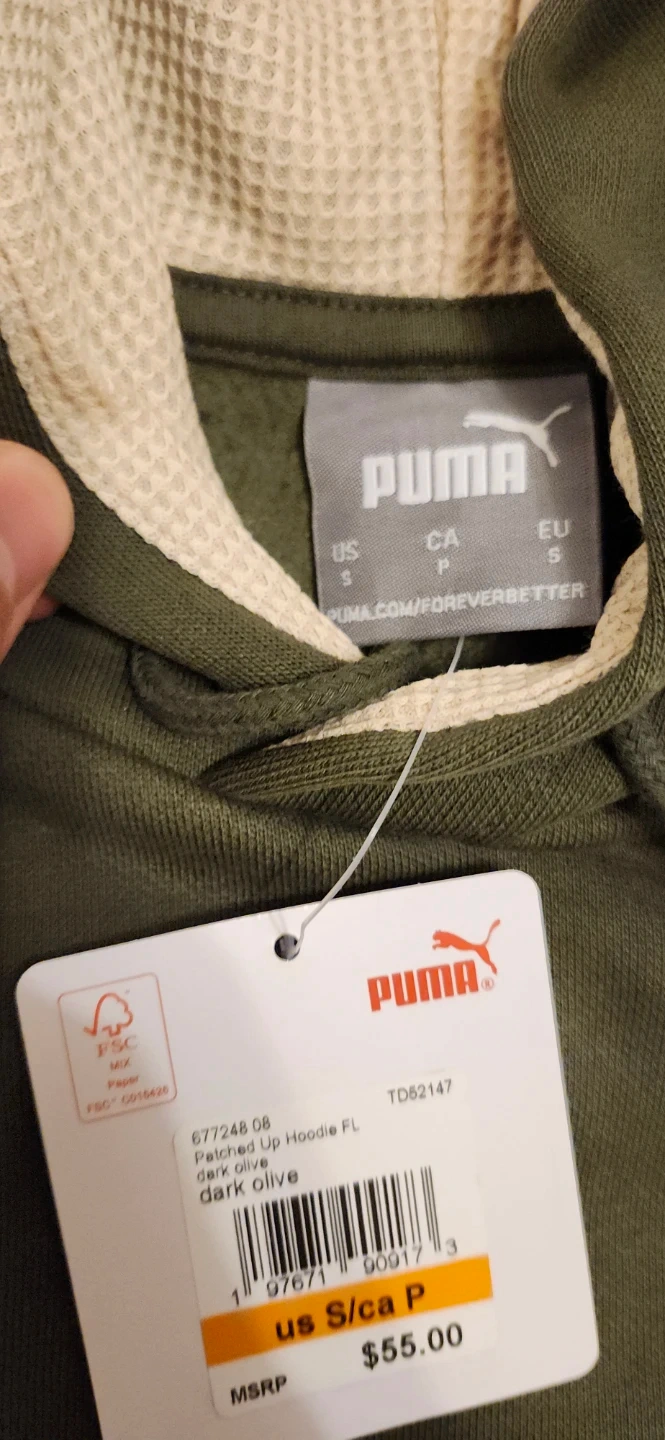 PUMA
US CA EU
S P S
PUMA.COM/FOREVERBETTER
PUMA®
FSC
MIX
Paper
TD52147
677248 08
Patched Up Hoodie FL
dark olive
dark olive
1 97671 90917 3
us S/ca P
$55.00
MSRP